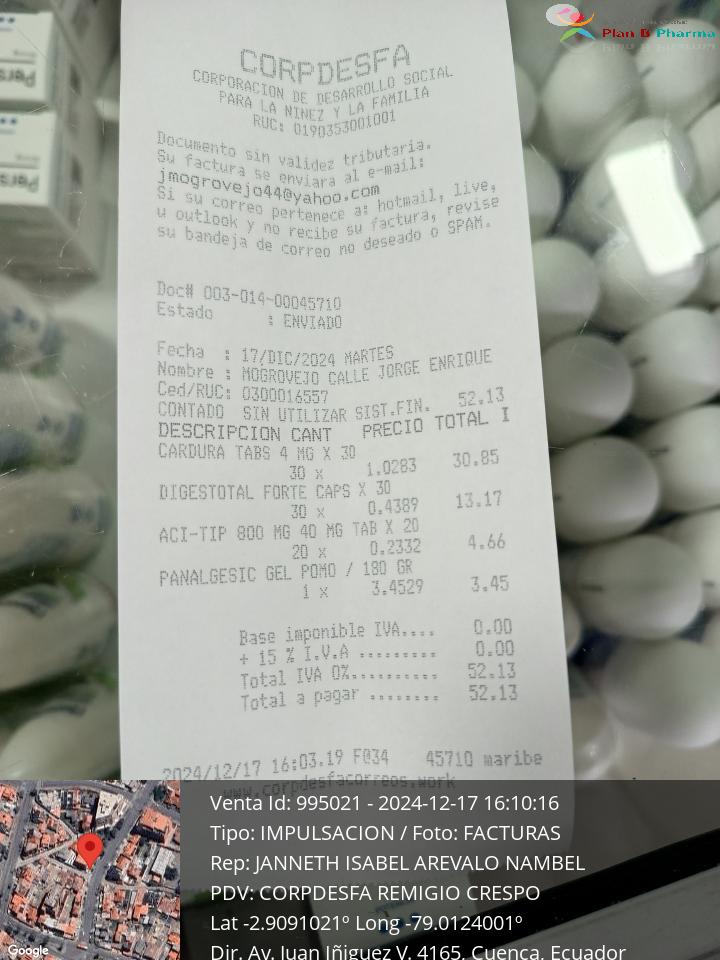 Plan B Pharma
CORPDESFA
CORPORACION DE DESARROLLO SOCIAL
PARA LA NINEZ Y LA FAMILIA
RUC: 0190353001001
Documento sin validez tributaria.
Su factura se enviara al e-mail:
jmogrovejo44@yahoo.com
Si su correo pertenece a: hotmail, live,
u outlook y no recibe su factura, revise
su bandeja de correo no deseado o SPAM.
Doc# 003-014-00045710
Estado : ENVIADO
Fecha : 17/DIC/2024 MARTES
Nombre : MOGROVEJO CALLE JORGE ENRIQUE
Ced/RUC: 0300016557
CONTADO SIN UTILIZAR SIST.FIN. 52.13
DESCRIPCION CANT PRECIO TOTAL I
CARDURA TABS 4 MG X 30
30 x 1.0283 30.85
DIGESTOTAL FORTE CAPS X 30
30 x 0.4389 13.17
ACI-TIP 800 MG 40 MG TAB X 20
20 x 0.2332 4.66
PANALGESIC GEL POMO / 180 GR
1 x 3.4529 3.45
Base imponible IVA.... 0.00
+ 15 % I.V.A ......... 0.00
Total IVA 0%.......... 52.13
Total a pagar ........ 52.13
2024/12/17 16:03.19 F034 45710 maribe
www.corpdesfacorreos.work
Venta Id: 995021 - 2024-12-17 16:10:16
Tipo: IMPULSACION / Foto: FACTURAS
Rep: JANNETH ISABEL AREVALO NAMBEL
PDV: CORPDESFA REMIGIO CRESPO
Lat -2.9091021º Long -79.0124001º
Dir. Av. Juan Iñiguez V. 4165, Cuenca, Ecuador
Google